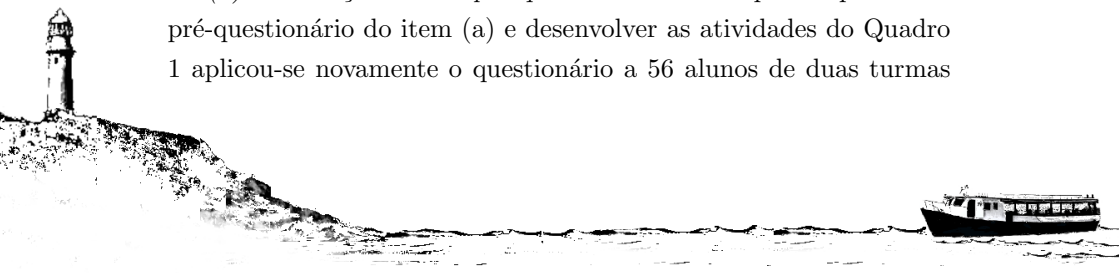 pré-questionário do item (a) e desenvolver as atividades do Quadro
1 aplicou-se novamente o questionário a 56 alunos de duas turmas